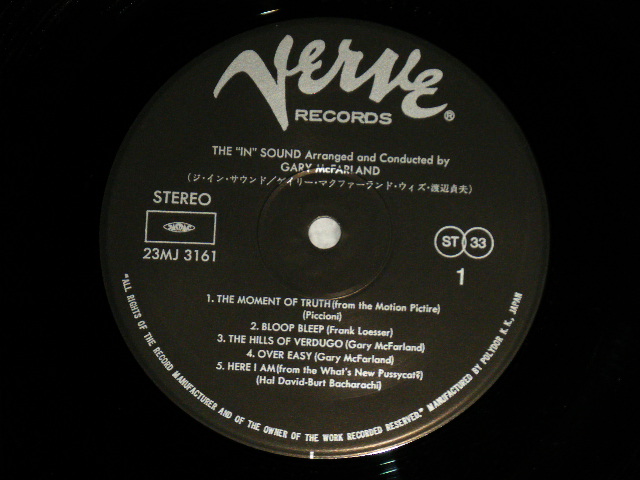 VERVE
RECORDS ®
THE "IN" SOUND Arranged and Conducted by
GARY McFARLAND
(ジ・イン・サウンド/ゲイリー・マクファーランド・ウィズ・渡辺貞夫)
STEREO
23MJ 3161
ST 33
1
1. THE MOMENT OF TRUTH (from the Motion Pictire)
(Piccioni)
2. BLOOP BLEEP (Frank Loesser)
3. THE HILLS OF VERDUGO (Gary McFarland)
4. OVER EASY (Gary McFarland)
5. HERE I AM (from the What's New Pussycat?)
(Hal David-Burt Bacharach)
"ALL RIGHTS OF THE RECORD MANUFACTURER AND OF THE OWNER OF THE WORK RECORDED RESERVED." MANUFACTURED BY POLYDOR K. K., JAPAN